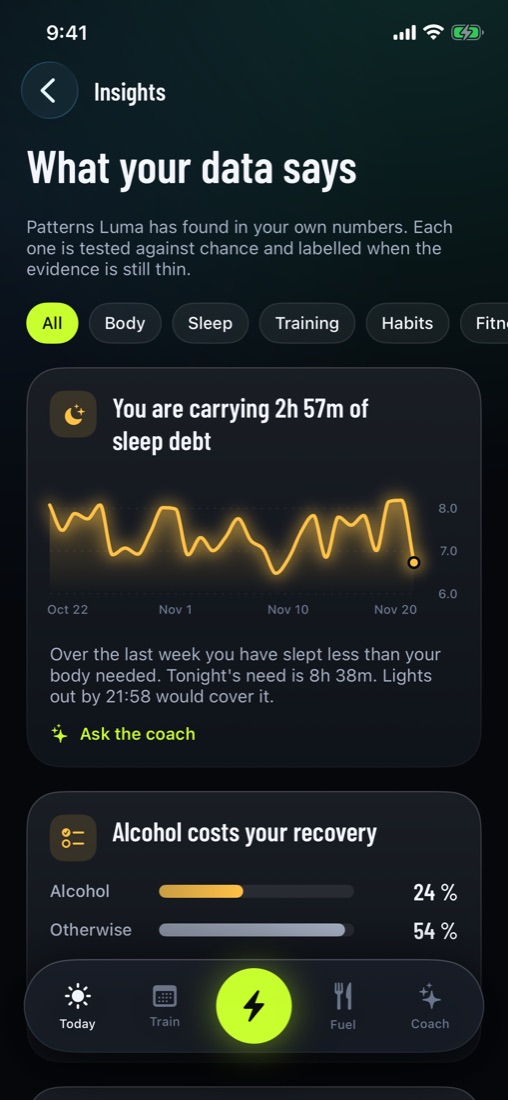 9:41
Insights
What your data says
Patterns Luma has found in your own numbers. Each
one is tested against chance and labelled when the
evidence is still thin.
All
Body
Sleep
Training
Habits
Fitn
You are carrying 2h 57m of
sleep debt
8.0
7.0
6.0
Oct 22
Nov 1
Nov 10
Nov 20
Over the last week you have slept less than your
body needed. Tonight's need is 8h 38m. Lights
out by 21:58 would cover it.
Ask the coach
Alcohol costs your recovery
Alcohol
24 %
Otherwise
54 %
Today
Train
Fuel
Coach